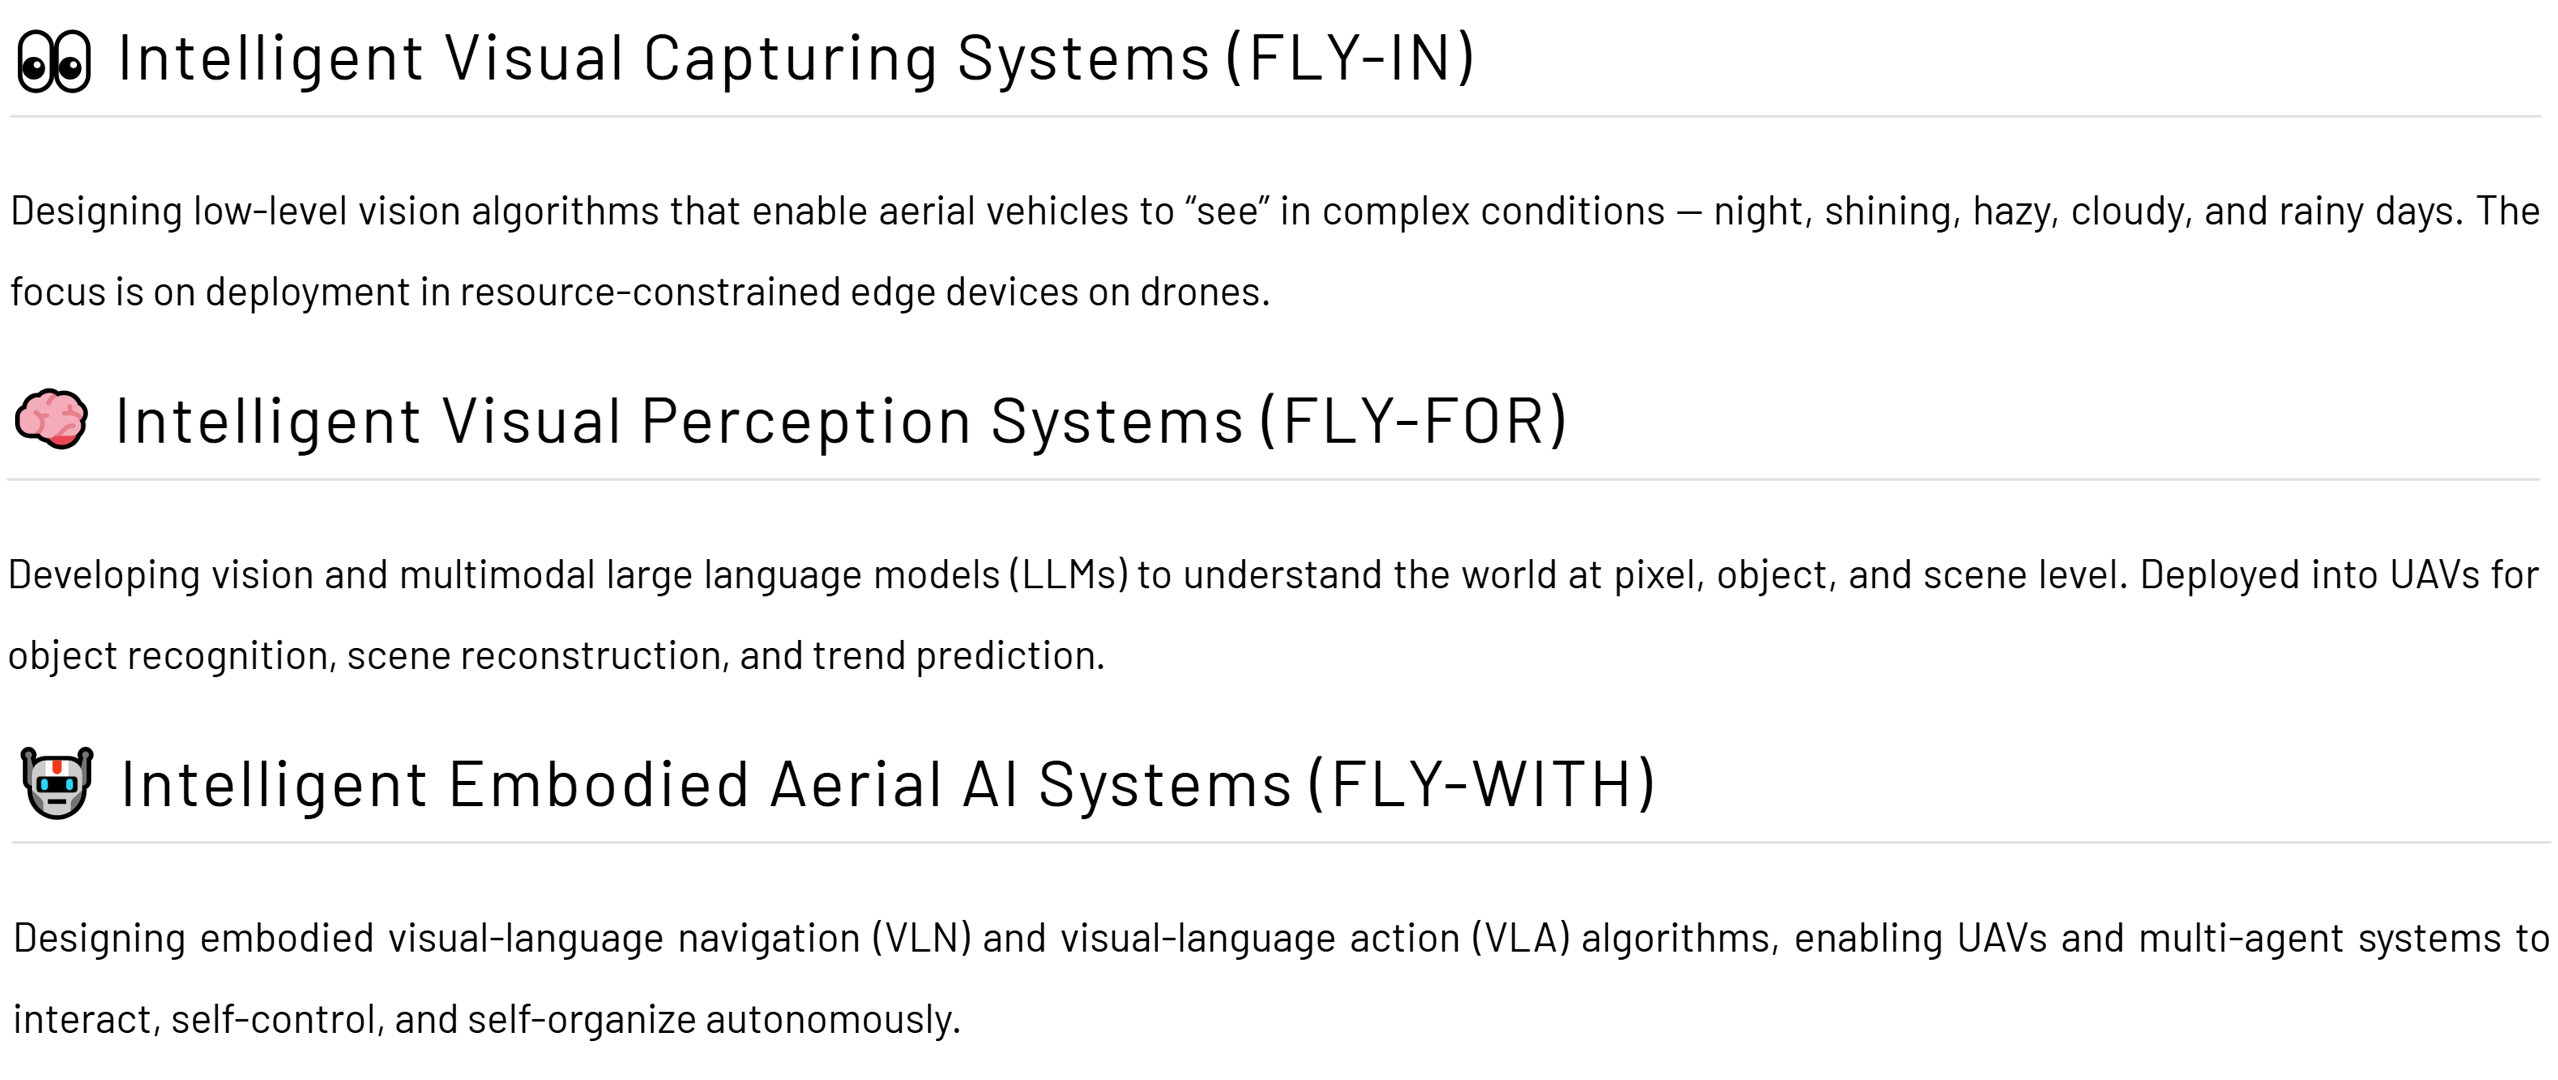 Intelligent Visual Capturing Systems (FLY-IN)
Designing low-level vision algorithms that enable aerial vehicles to “see” in complex conditions — night, shining, hazy, cloudy, and rainy days. The
focus is on deployment in resource-constrained edge devices on drones.
Intelligent Visual Perception Systems (FLY-FOR)
Developing vision and multimodal large language models (LLMs) to understand the world at pixel, object, and scene level. Deployed into UAVs for
object recognition, scene reconstruction, and trend prediction.
Intelligent Embodied Aerial AI Systems (FLY-WITH)
Designing embodied visual-language navigation (VLN) and visual-language action (VLA) algorithms, enabling UAVs and multi-agent systems to
interact, self-control, and self-organize autonomously.